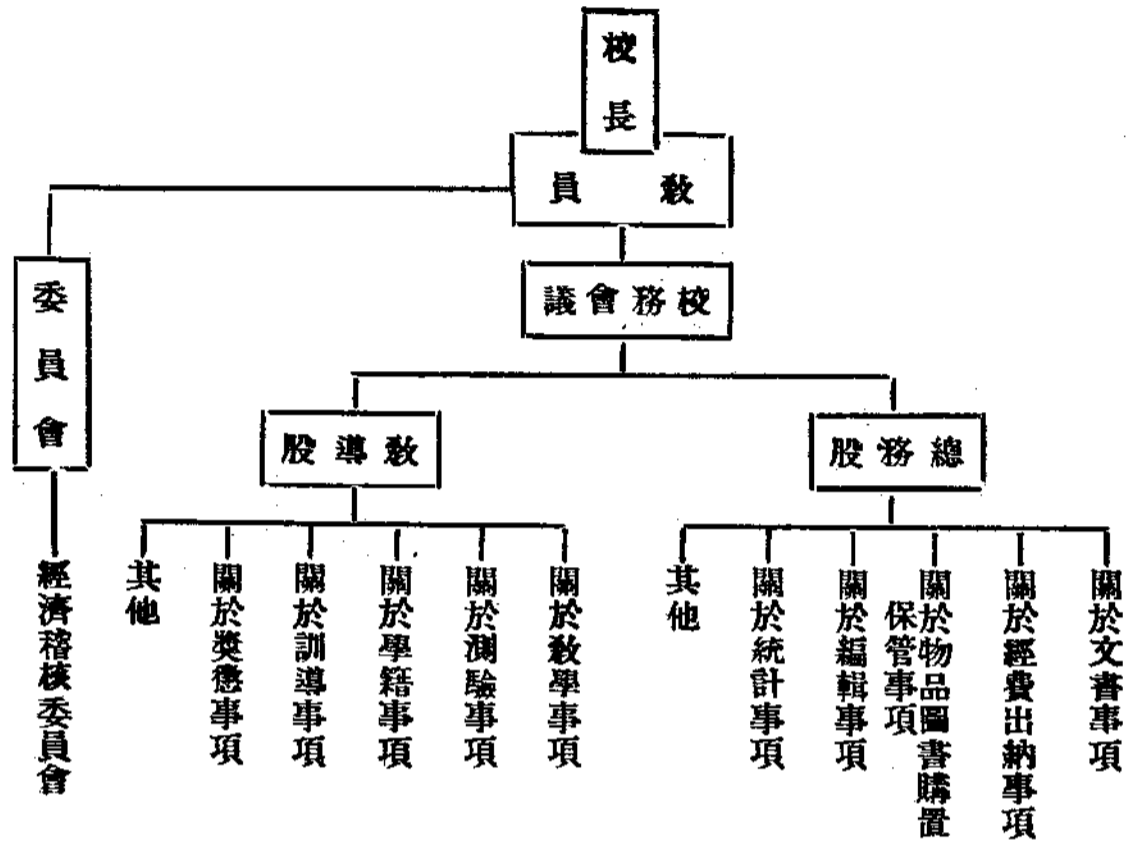 校長
教員
校務會議
總務股
關於文書事項
關於經費出納事項
關於物品圖書購置
保管事項
關於編輯事項
關於統計事項
其他
教導股
關於教學事項
關於測驗事項
關於學籍事項
關於訓導事項
關於獎懲事項
其他
委員會
經濟稽核委員會